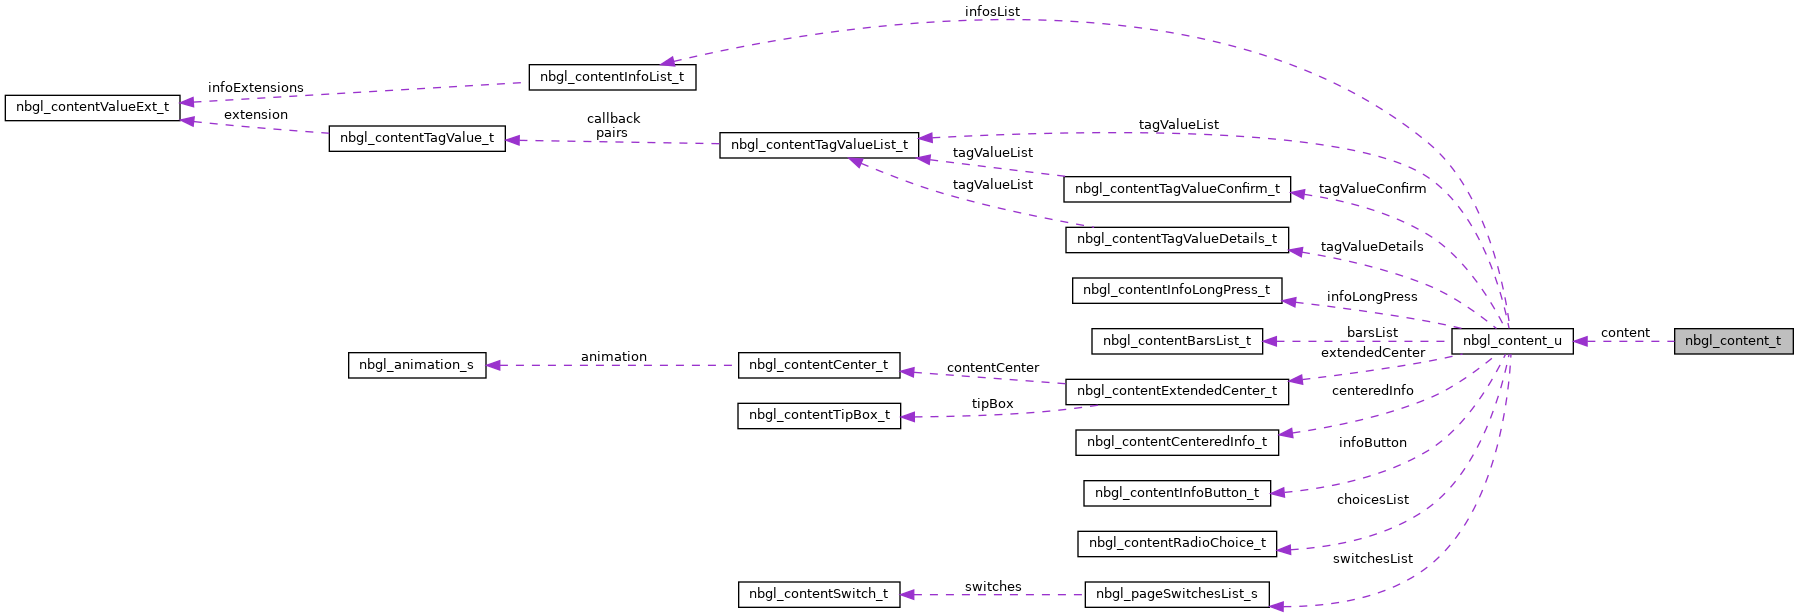 infosList
nbgl_contentInfoList_t
infoExtensions
nbgl_contentValueExt_t
extension
callback
pairs
tagValueList
nbgl_contentTagValue_t
nbgl_contentTagValueList_t
tagValueList
tagValueList
nbgl_contentTagValueConfirm_t
tagValueConfirm
nbgl_contentTagValueDetails_t
tagValueDetails
nbgl_contentInfoLongPress_t
infoLongPress
nbgl_contentBarsList_t
barsList
nbgl_content_u
content
nbgl_content_t
extendedCenter
nbgl_animation_s
animation
nbgl_contentCenter_t
contentCenter
nbgl_contentExtendedCenter_t
centeredInfo
tipBox
nbgl_contentTipBox_t
nbgl_contentCenteredInfo_t
infoButton
nbgl_contentInfoButton_t
choicesList
nbgl_contentRadioChoice_t
switchesList
nbgl_contentSwitch_t
switches
nbgl_pageSwitchesList_s